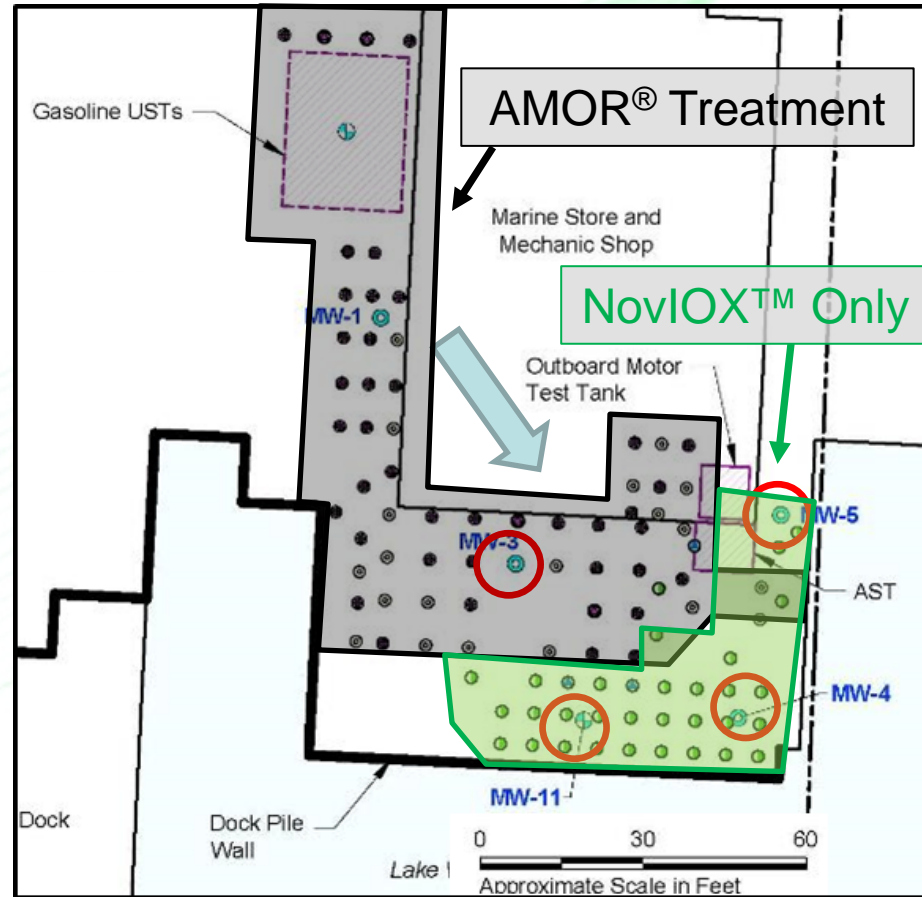 AMOR® Treatment
Gasoline USTs
Marine Store and
Mechanic Shop
NovIOX™ Only
MW-1
Outboard Motor
Test Tank
MW-5
MW-3
AST
MW-4
MW-11
Dock
Dock Pile
Wall
Lake
0 30 60
Approximate Scale in Feet